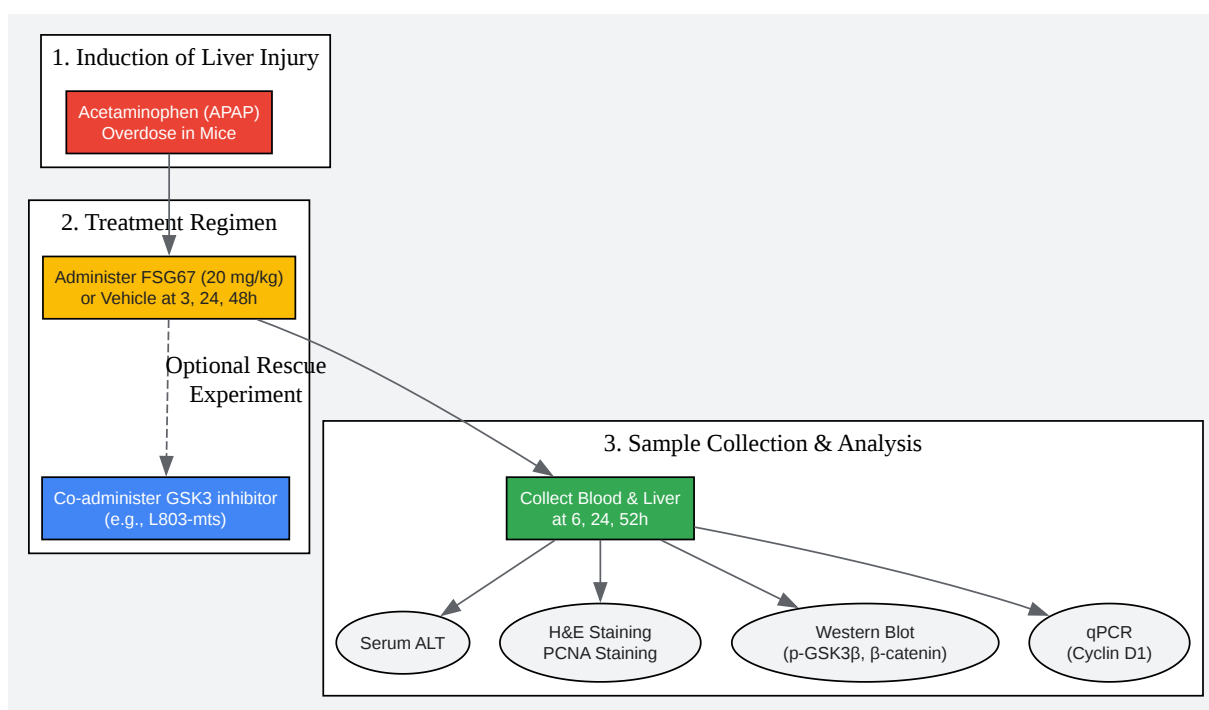 1. Induction of Liver Injury
Acetaminophen (APAP)
Overdose in Mice
2. Treatment Regimen
Administer FSG67 (20 mg/kg)
or Vehicle at 3, 24, 48h
Optional Rescue
Experiment
Co-administer GSK3 inhibitor
(e.g., L803-mts)
3. Sample Collection & Analysis
Collect Blood & Liver
at 6, 24, 52h
Serum ALT
H&E Staining
PCNA Staining
Western Blot
(p-GSK3β, β-catenin)
qPCR
(Cyclin D1)